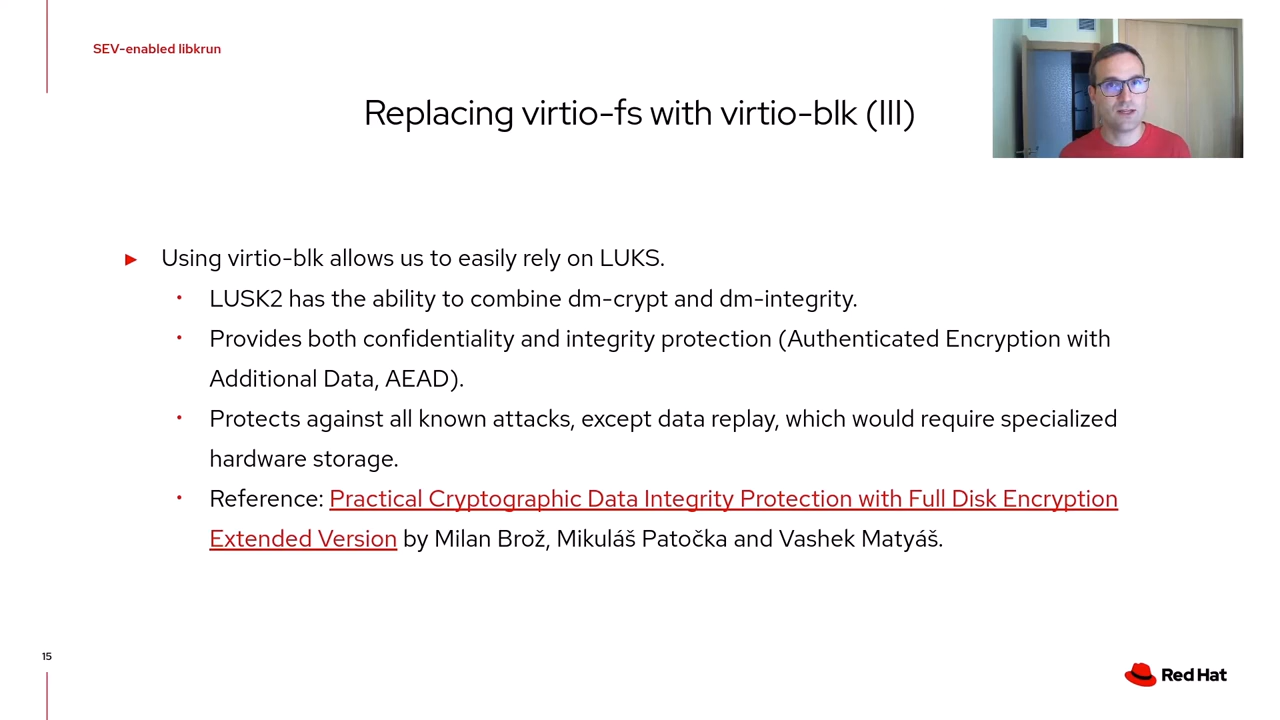 SEV-enabled libkrun
Replacing virtio-fs with virtio-blk (III)
► Using virtio-blk allows us to easily rely on LUKS.
• LUSK2 has the ability to combine dm-crypt and dm-integrity.
• Provides both confidentiality and integrity protection (Authenticated Encryption with
Additional Data, AEAD).
• Protects against all known attacks, except data replay, which would require specialized
hardware storage.
• Reference: Practical Cryptographic Data Integrity Protection with Full Disk Encryption
Extended Version by Milan Brož, Mikuláš Patočka and Vashek Matyáš.
15
Red Hat